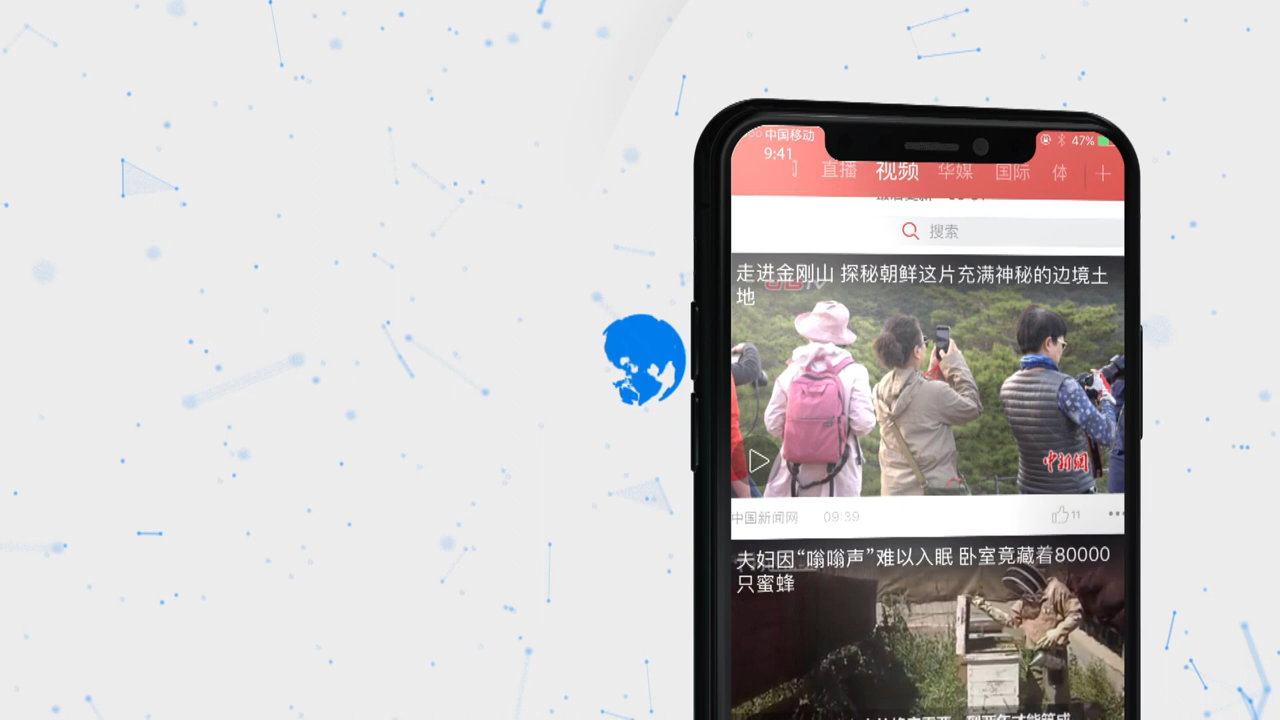 中国移动
47%
9:41
直播 视频 华媒 国际 体 +
搜索
走进金刚山 探秘朝鲜这片充满神秘的边境土
地
中新网
中国新闻网 09:39 11
夫妇因“嗡嗡声”难以入眠 卧室竟藏着80000
只蜜蜂